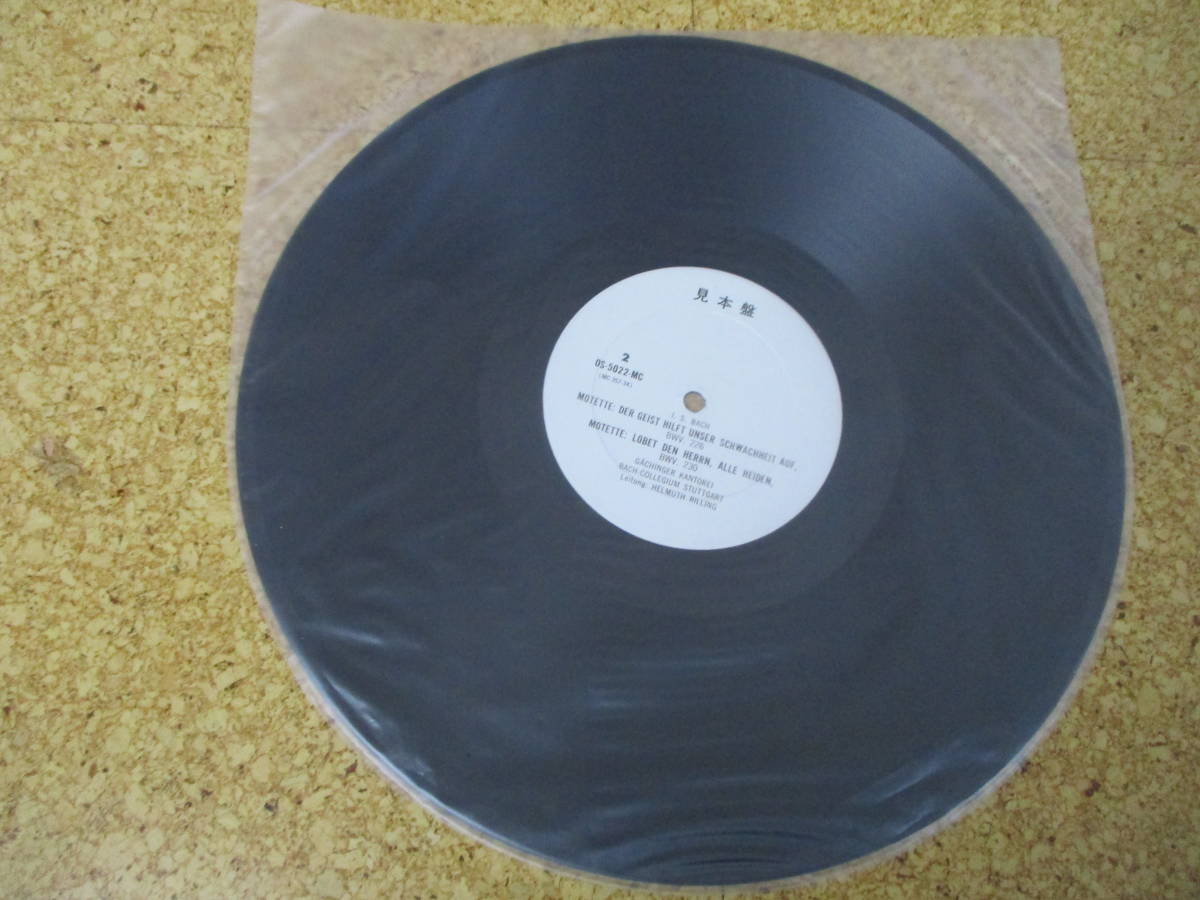 見本盤
2
OS-5022-MC
J. S. BACH
MOTETTE: DER GEIST HILFT UNSER SCHWACHHEIT AUF,
BWV. 226
MOTETTE: LOBET DEN HERRN, ALLE HEIDEN,
BWV. 230
GÄCHINGER KANTOREI
BACH-COLLEGIUM STUTTGART
Leitung: HELMUTH RILLING